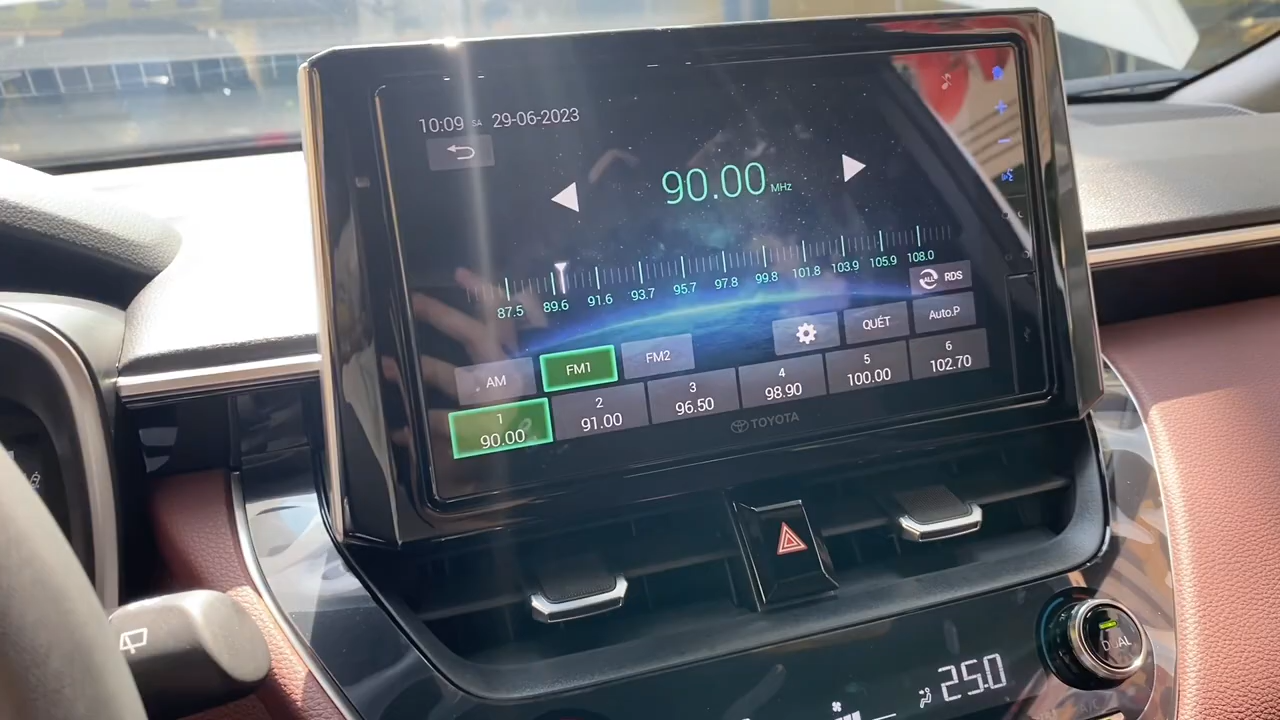 10:09 SA 29-06-2023
90.00 MHz
87.5 89.6 91.6 93.7 95.7 97.8 99.8 101.8 103.9 105.9 108.0
ALL RDS
AM FM1 FM2 QUÉT Auto.P
1 2 3 4 5 6
90.00 91.00 96.50 98.90 100.00 102.70
TOYOTA
DUAL
25.0
A/C